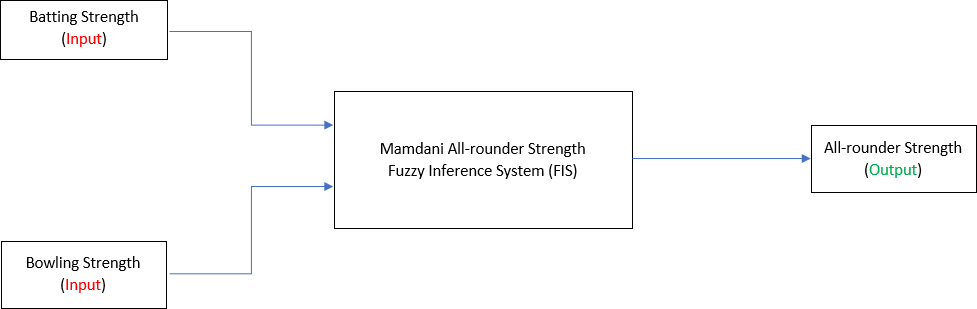 Batting Strength
(Input)
Mamdani All-rounder Strength
Fuzzy Inference System (FIS)
All-rounder Strength
(Output)
Bowling Strength
(Input)